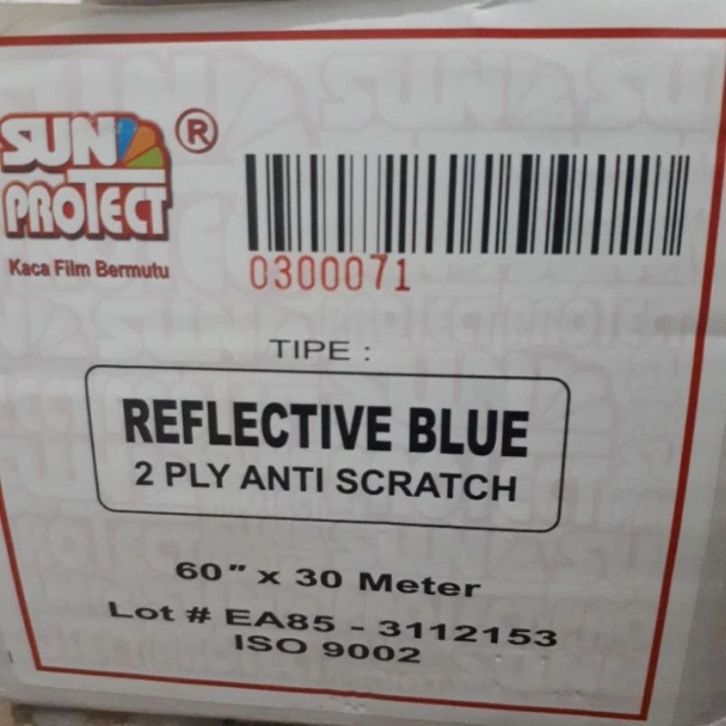 SUN
PROTECT
®
Kaca Film Bermutu
0300071
TIPE :
REFLECTIVE BLUE
2 PLY ANTI SCRATCH
60" x 30 Meter
Lot # EA85 - 3112153
ISO 9002